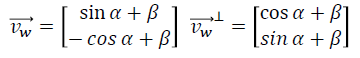 v_w = [sin α + β] v_w^⊥ = [cos α + β]
[− cos α + β] [sin α + β]